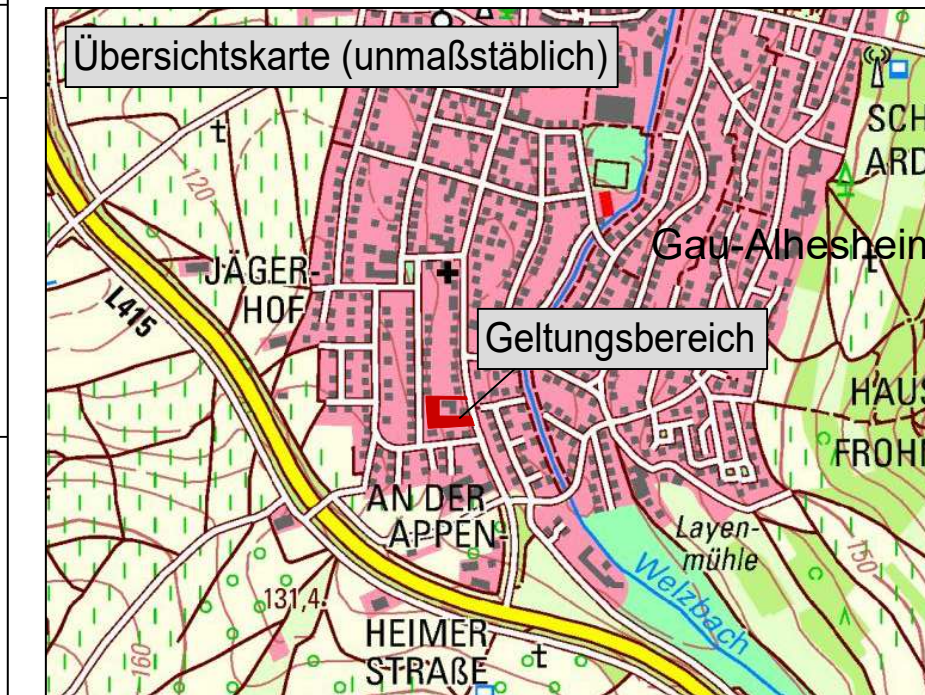 Übersichtskarte (unmaßstäblich)
SCH
ARD
120
Gau-Alhesheim
JÄGER-
HOF
L415
Geltungsbereich
HAUS
FROHN
AN DER
APPEN-
Layen-
mühle
150
Welzbach
131,4
HEIMER
STRAßE
160